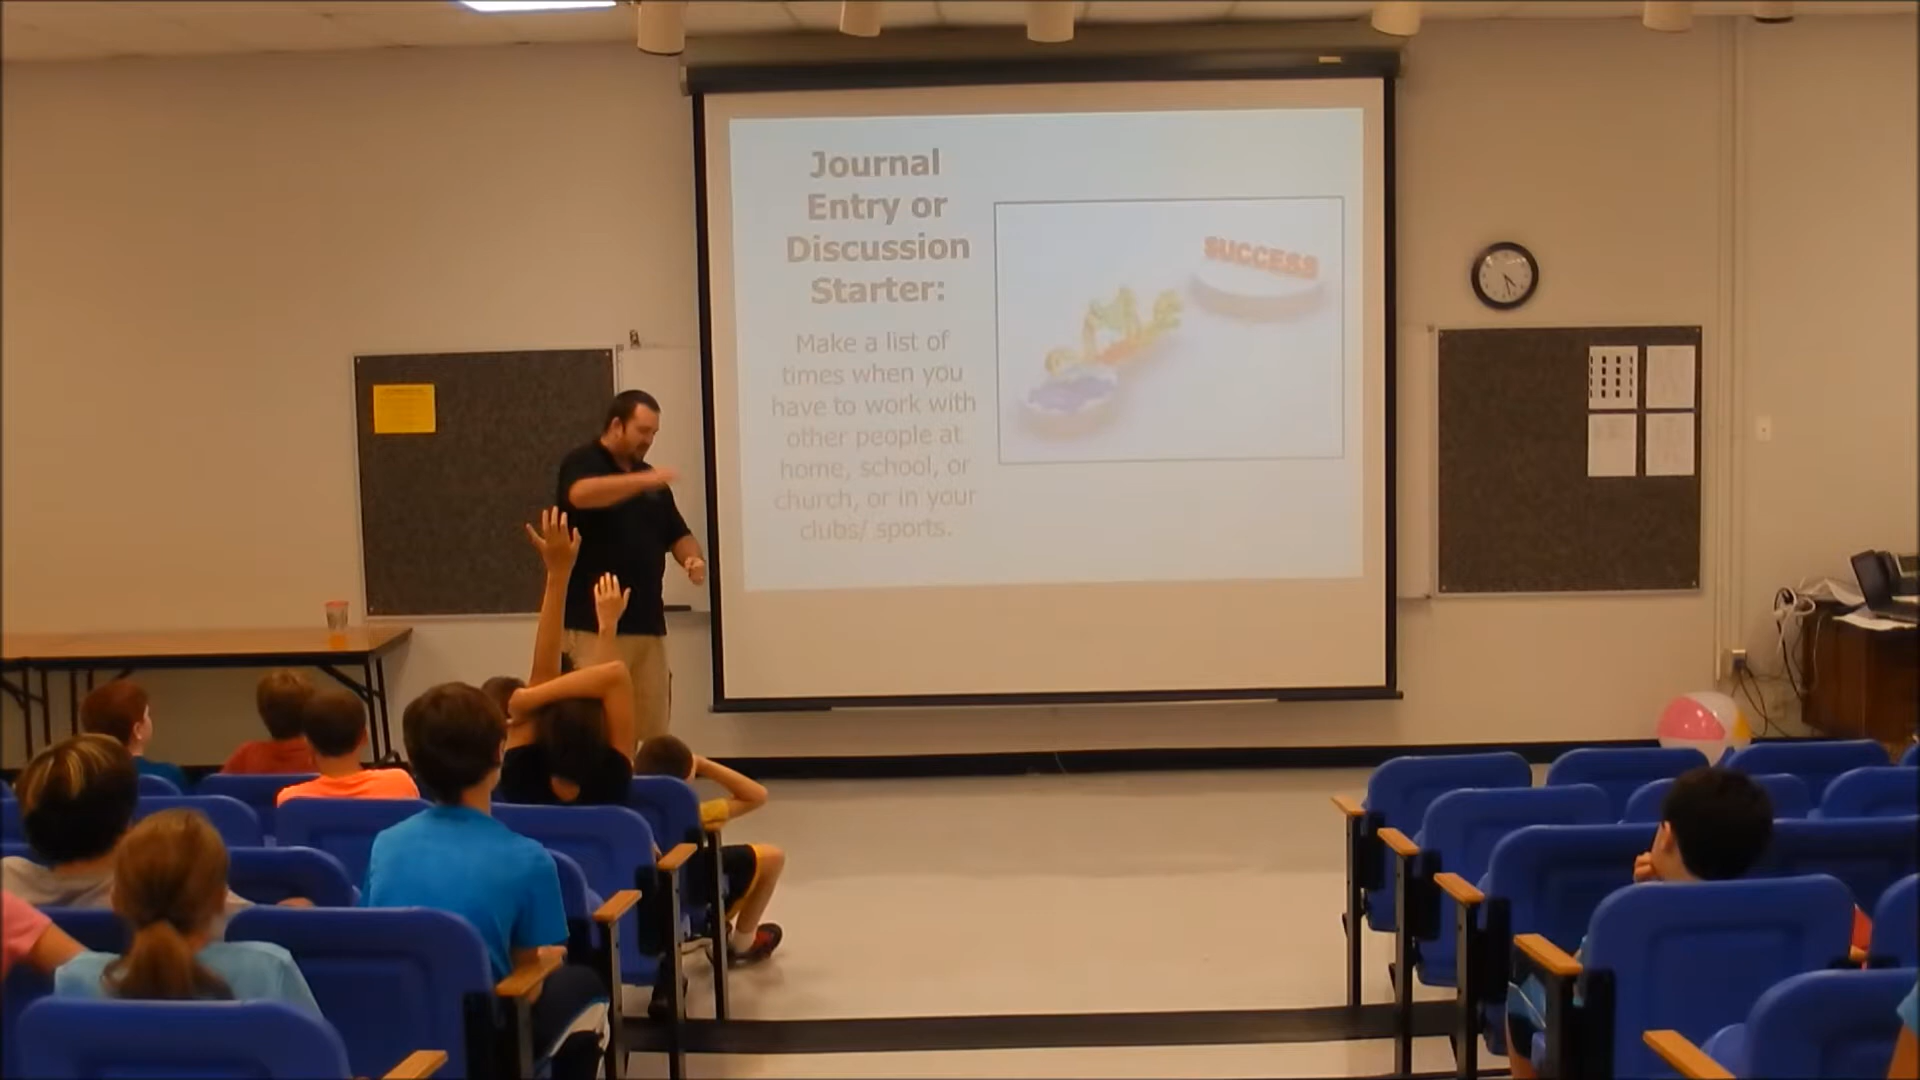 Journal
Entry or
Discussion
Starter:
Make a list of
times when you
have to work with
other people at
home, school, or
church, or in your
clubs/ sports.
SUCCESS